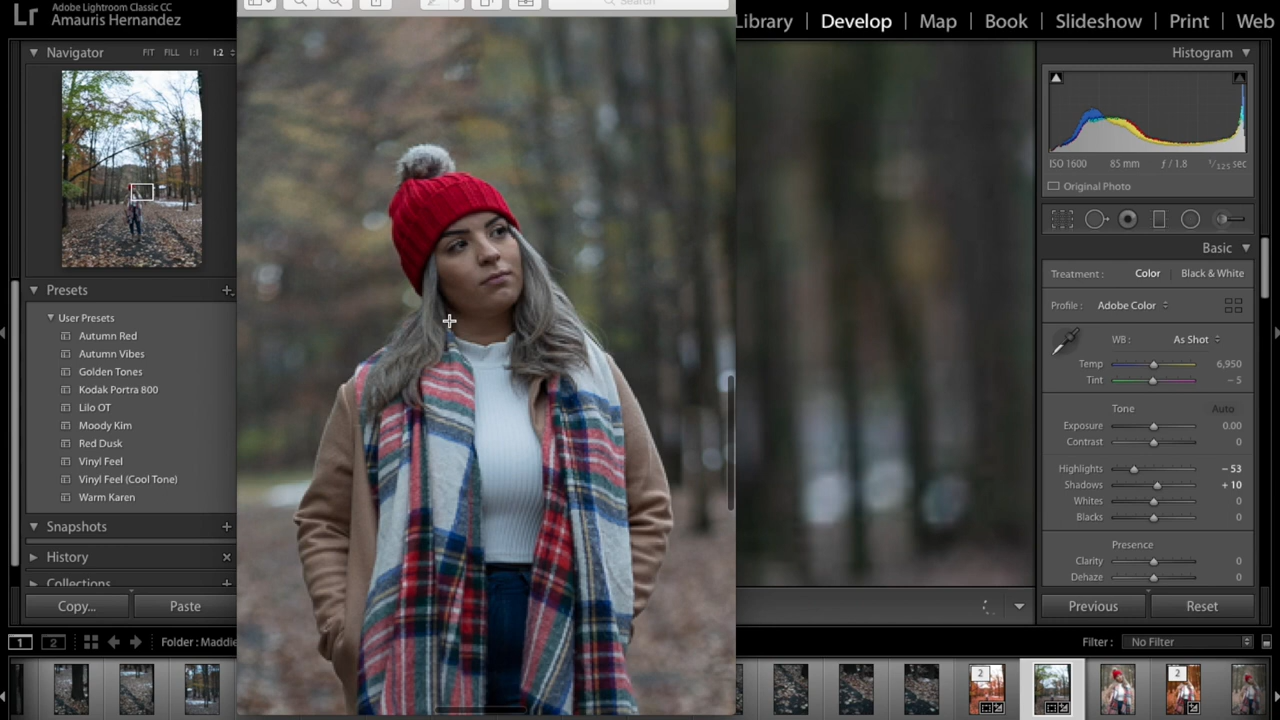 Adobe Lightroom Classic CC
Lr Amauris Hernandez
Search
Library | Develop | Map | Book | Slideshow | Print | Web
Navigator FIT FILL 1:1 1:2
Histogram
ISO 1600 85 mm ƒ / 1.8 1/125 sec
Original Photo
Basic
Treatment : Color Black & White
Profile : Adobe Color
WB : As Shot
Temp 6,950
Tint - 5
Tone Auto
Exposure 0.00
Contrast 0
Highlights - 53
Shadows + 10
Whites 0
Blacks 0
Presence
Clarity 0
Dehaze 0
Previous Reset
Presets
User Presets
Autumn Red
Autumn Vibes
Golden Tones
Kodak Portra 800
Lilo OT
Moody Kim
Red Dusk
Vinyl Feel
Vinyl Feel (Cool Tone)
Warm Karen
Snapshots
History
Collections
Copy... Paste
1 2 Folder : Maddie
Filter : No Filter
2
2